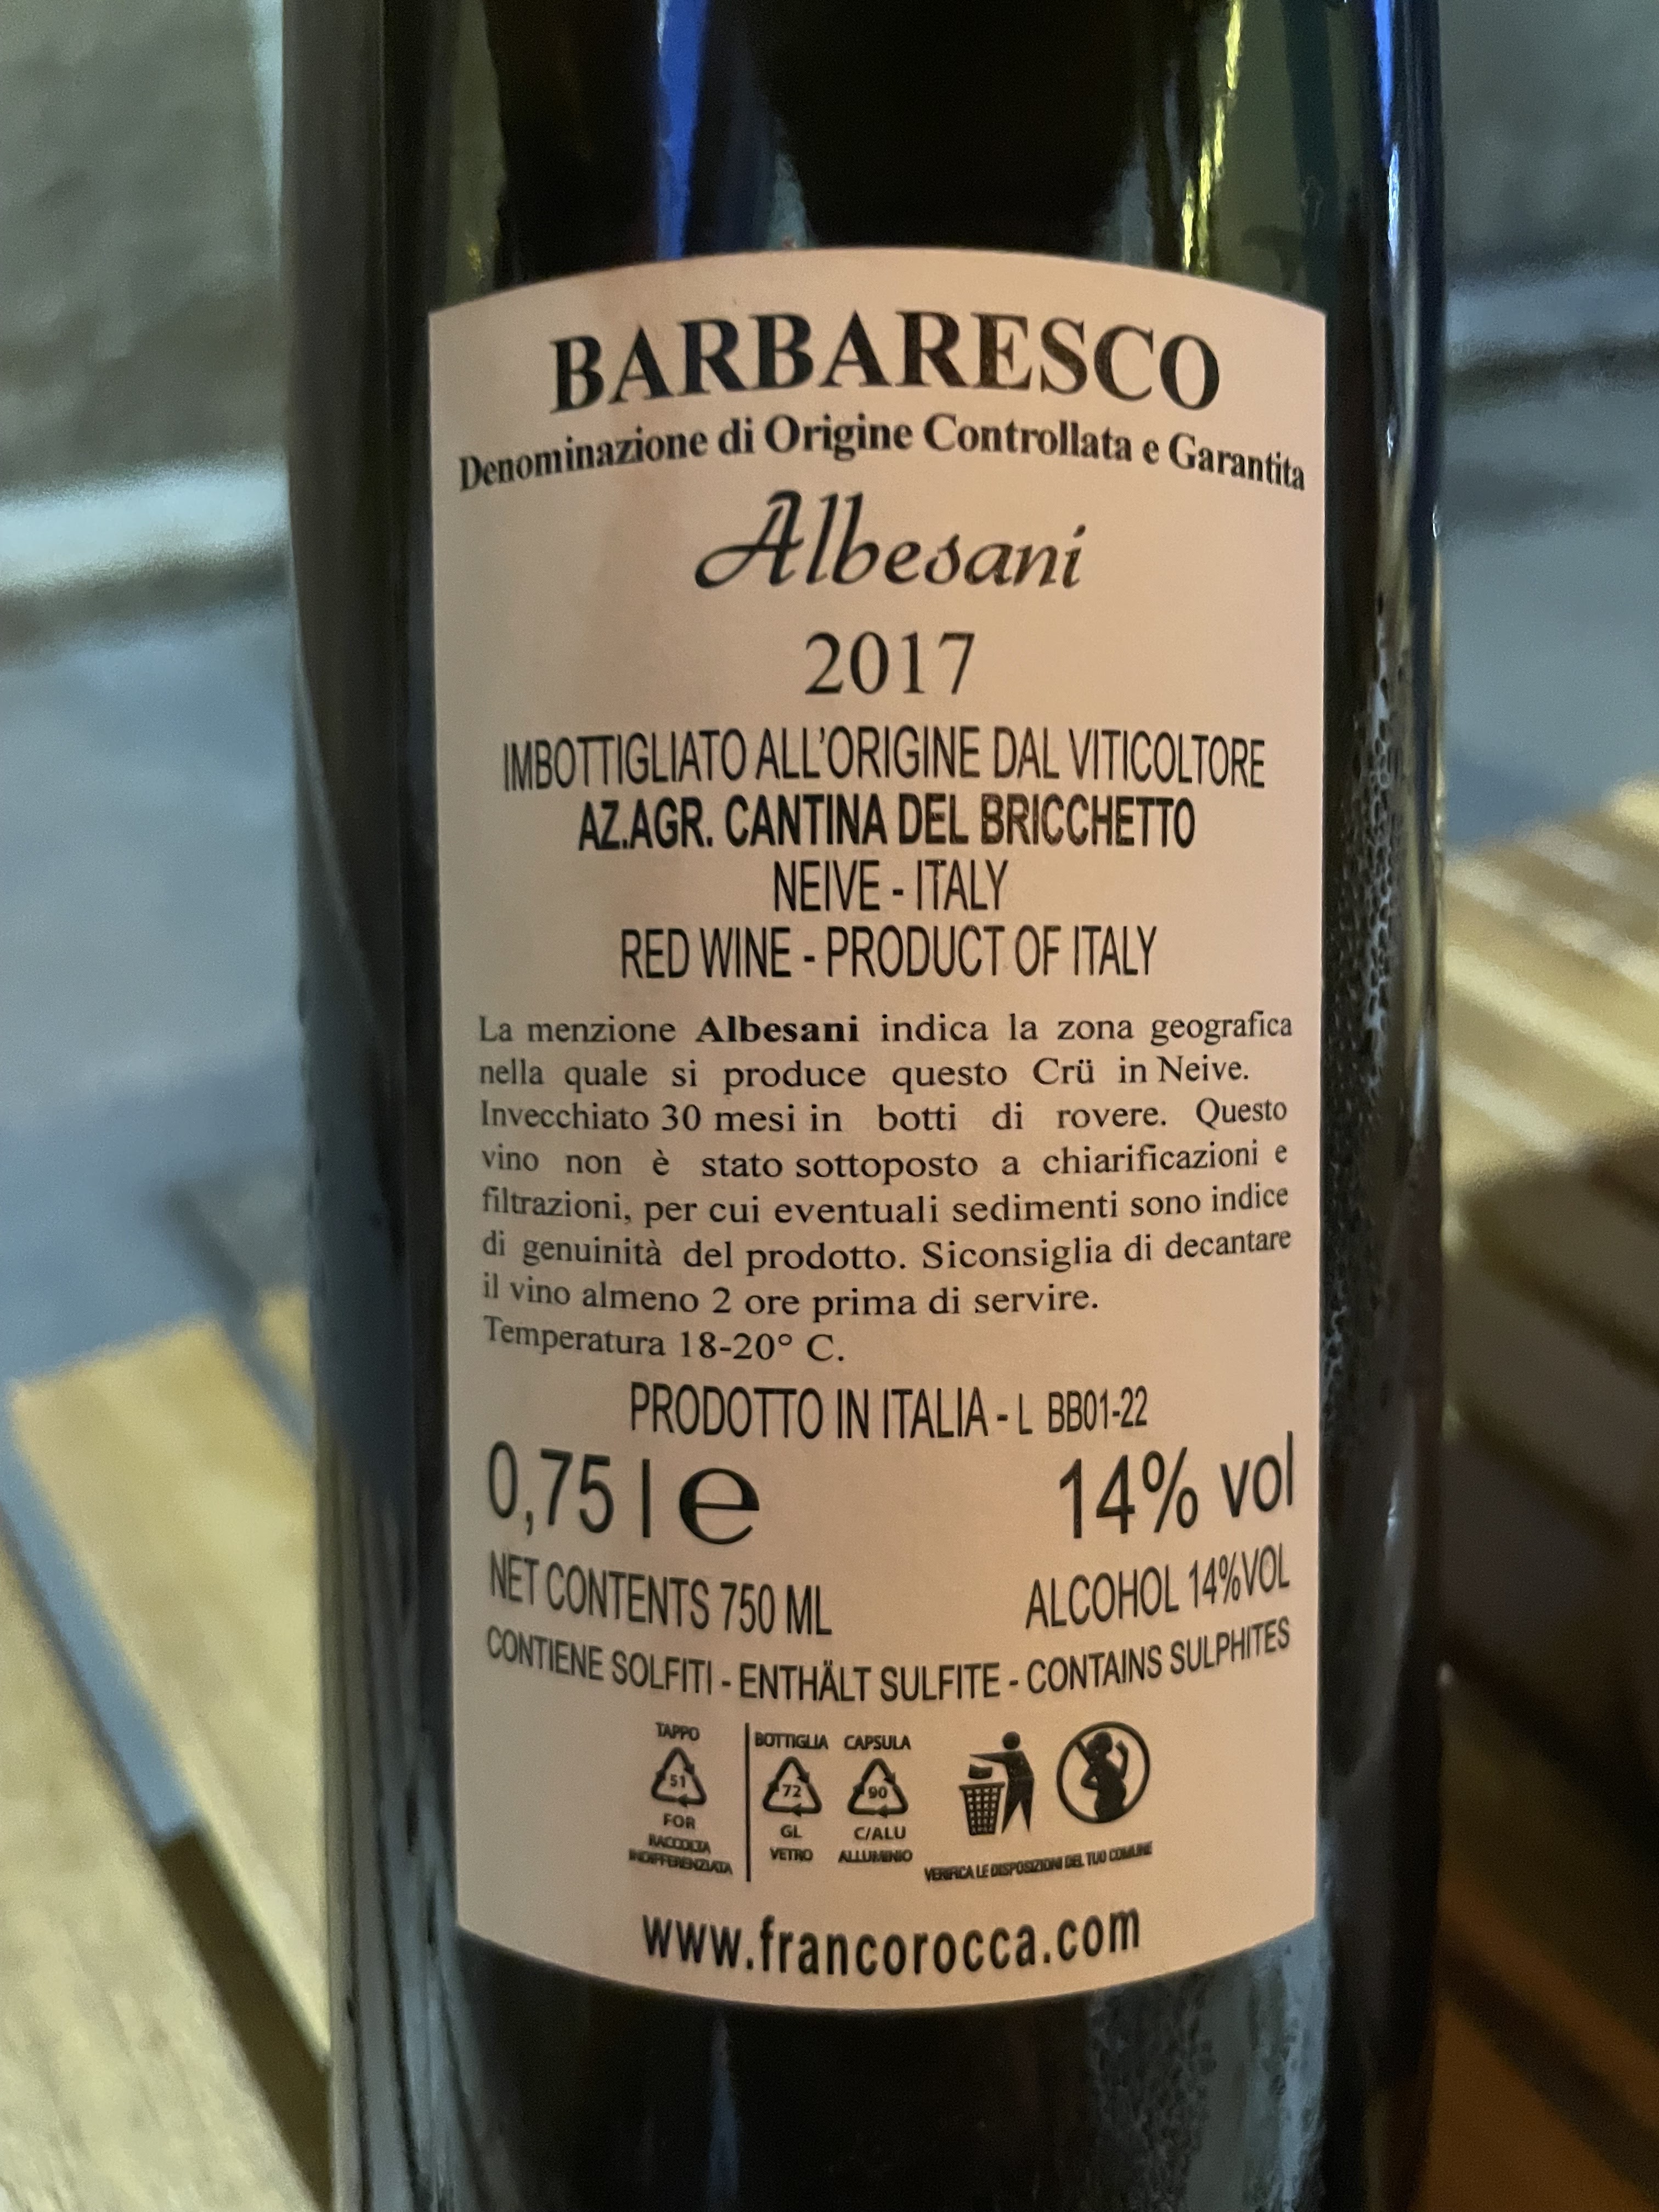 BARBARESCO
Denominazione di Origine Controllata e Garantita
Albesani
2017
IMBOTTIGLIATO ALL'ORIGINE DAL VITICOLTORE
AZ.AGR. CANTINA DEL BRICCHETTO
NEIVE - ITALY
RED WINE - PRODUCT OF ITALY
La menzione Albesani indica la zona geografica
nella quale si produce questo Crü in Neive.
Invecchiato 30 mesi in botti di rovere. Questo
vino non è stato sottoposto a chiarificazioni e
filtrazioni, per cui eventuali sedimenti sono indice
di genuinità del prodotto. Siconsiglia di decantare
il vino almeno 2 ore prima di servire.
Temperatura 18-20° C.
PRODOTTO IN ITALIA - L BB01-22
0,75 l e 14% vol
NET CONTENTS 750 ML ALCOHOL 14%VOL
CONTIENE SOLFITI - ENTHÄLT SULFITE - CONTAINS SULPHITES
TAPPO BOTTIGLIA CAPSULA
51 72 90
FOR GL C/ALU
RACCOLTA VETRO ALLUMINIO
INDIFFERENZIATA VERIFICA LE DISPOSIZIONI DEL TUO COMUNE
www.francorocca.com